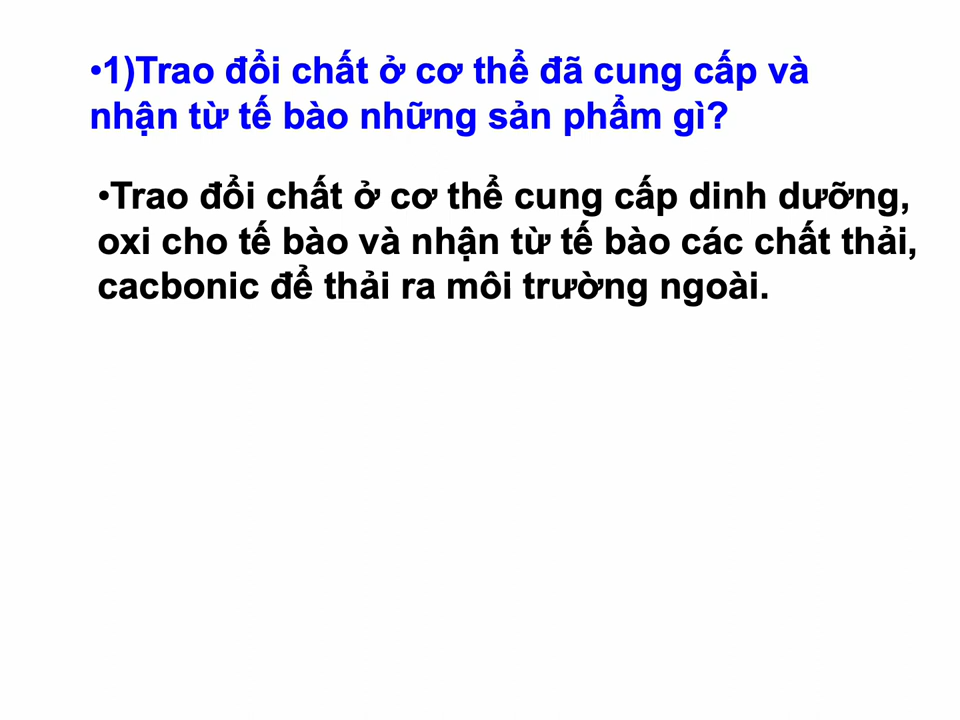 •1)Trao đổi chất ở cơ thể đã cung cấp và
nhận từ tế bào những sản phẩm gì?
•Trao đổi chất ở cơ thể cung cấp dinh dưỡng,
oxi cho tế bào và nhận từ tế bào các chất thải,
cacbonic để thải ra môi trường ngoài.